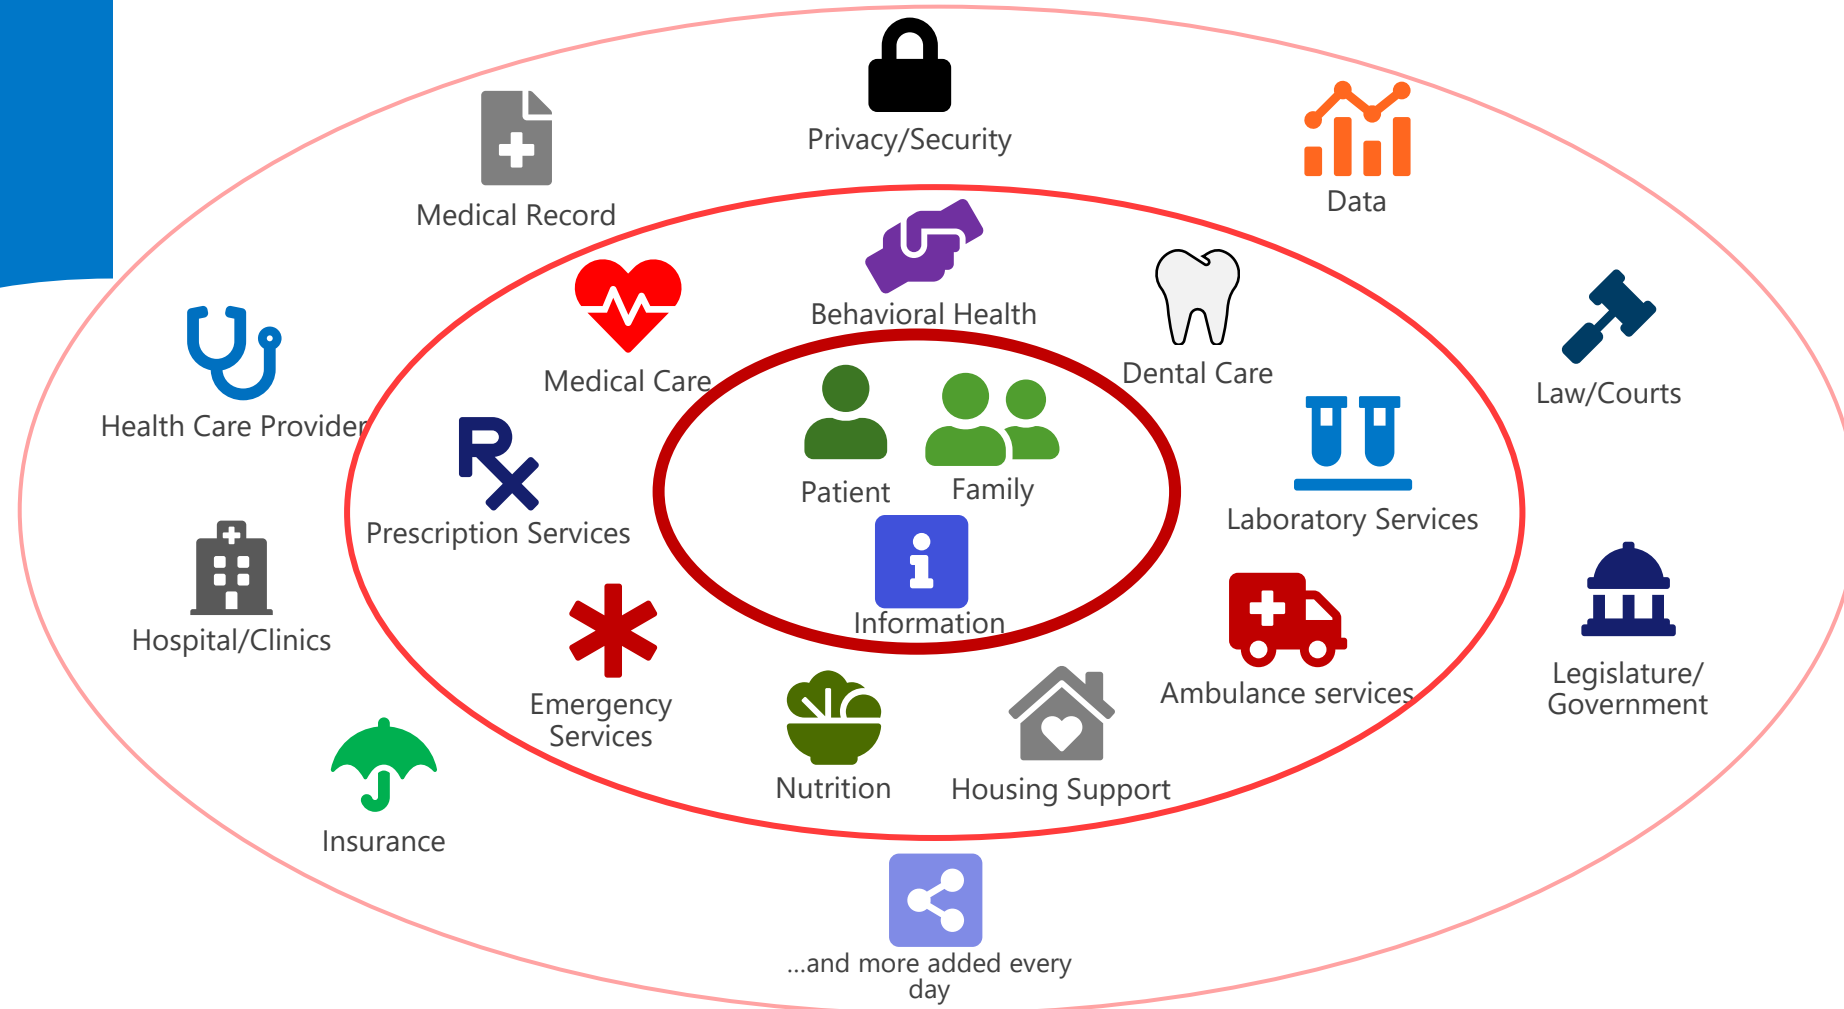 Privacy/Security
Medical Record
Data
Behavioral Health
Medical Care
Dental Care
Law/Courts
Health Care Provider
Patient
Family
Prescription Services
Laboratory Services
Information
Hospital/Clinics
Emergency
Services
Ambulance services
Legislature/
Government
Nutrition
Housing Support
Insurance
...and more added every
day